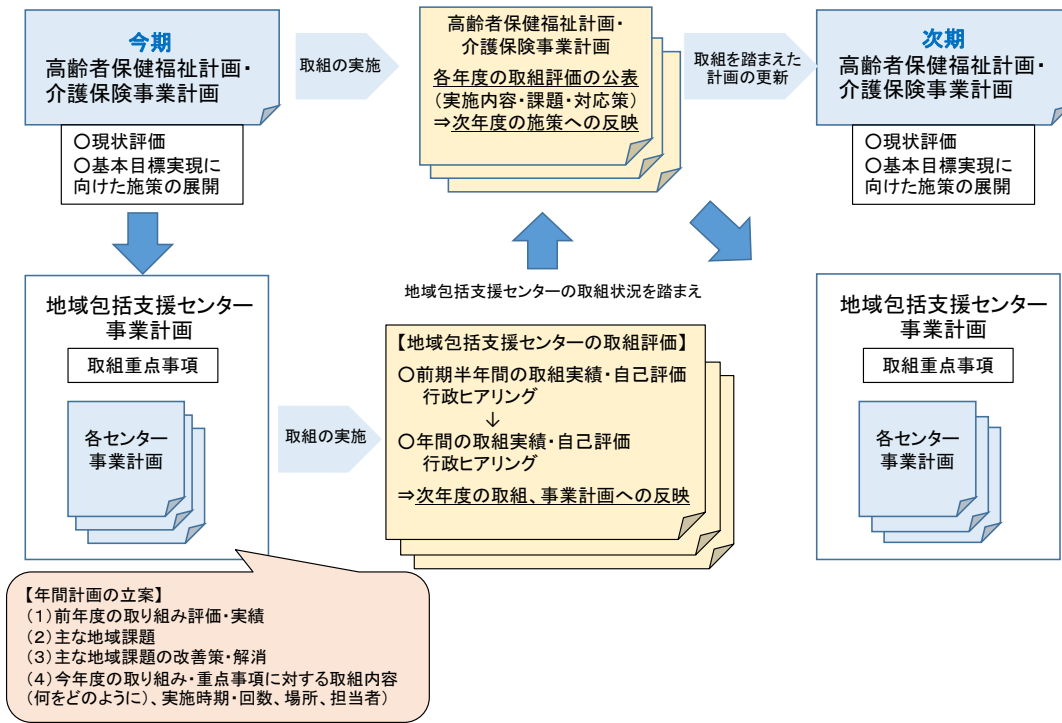 今期
高齢者保健福祉計画・
介護保険事業計画
○現状評価
○基本目標実現に
向けた施策の展開
取組の実施
高齢者保健福祉計画・
介護保険事業計画
各年度の取組評価の公表
(実施内容・課題・対応策)
⇒次年度の施策への反映
取組を踏まえた
計画の更新
次期
高齢者保健福祉計画・
介護保険事業計画
○現状評価
○基本目標実現に
向けた施策の展開
地域包括支援センターの取組状況を踏まえ
地域包括支援センター
事業計画
取組重点事項
各センター
事業計画
取組の実施
【地域包括支援センターの取組評価】
○前期半年間の取組実績・自己評価
行政ヒアリング
↓
○年間の取組実績・自己評価
行政ヒアリング
⇒次年度の取組、事業計画への反映
地域包括支援センター
事業計画
取組重点事項
各センター
事業計画
【年間計画の立案】
(1)前年度の取り組み評価・実績
(2)主な地域課題
(3)主な地域課題の改善策・解消
(4)今年度の取り組み・重点事項に対する取組内容
(何をどのように)、実施時期・回数、場所、担当者)